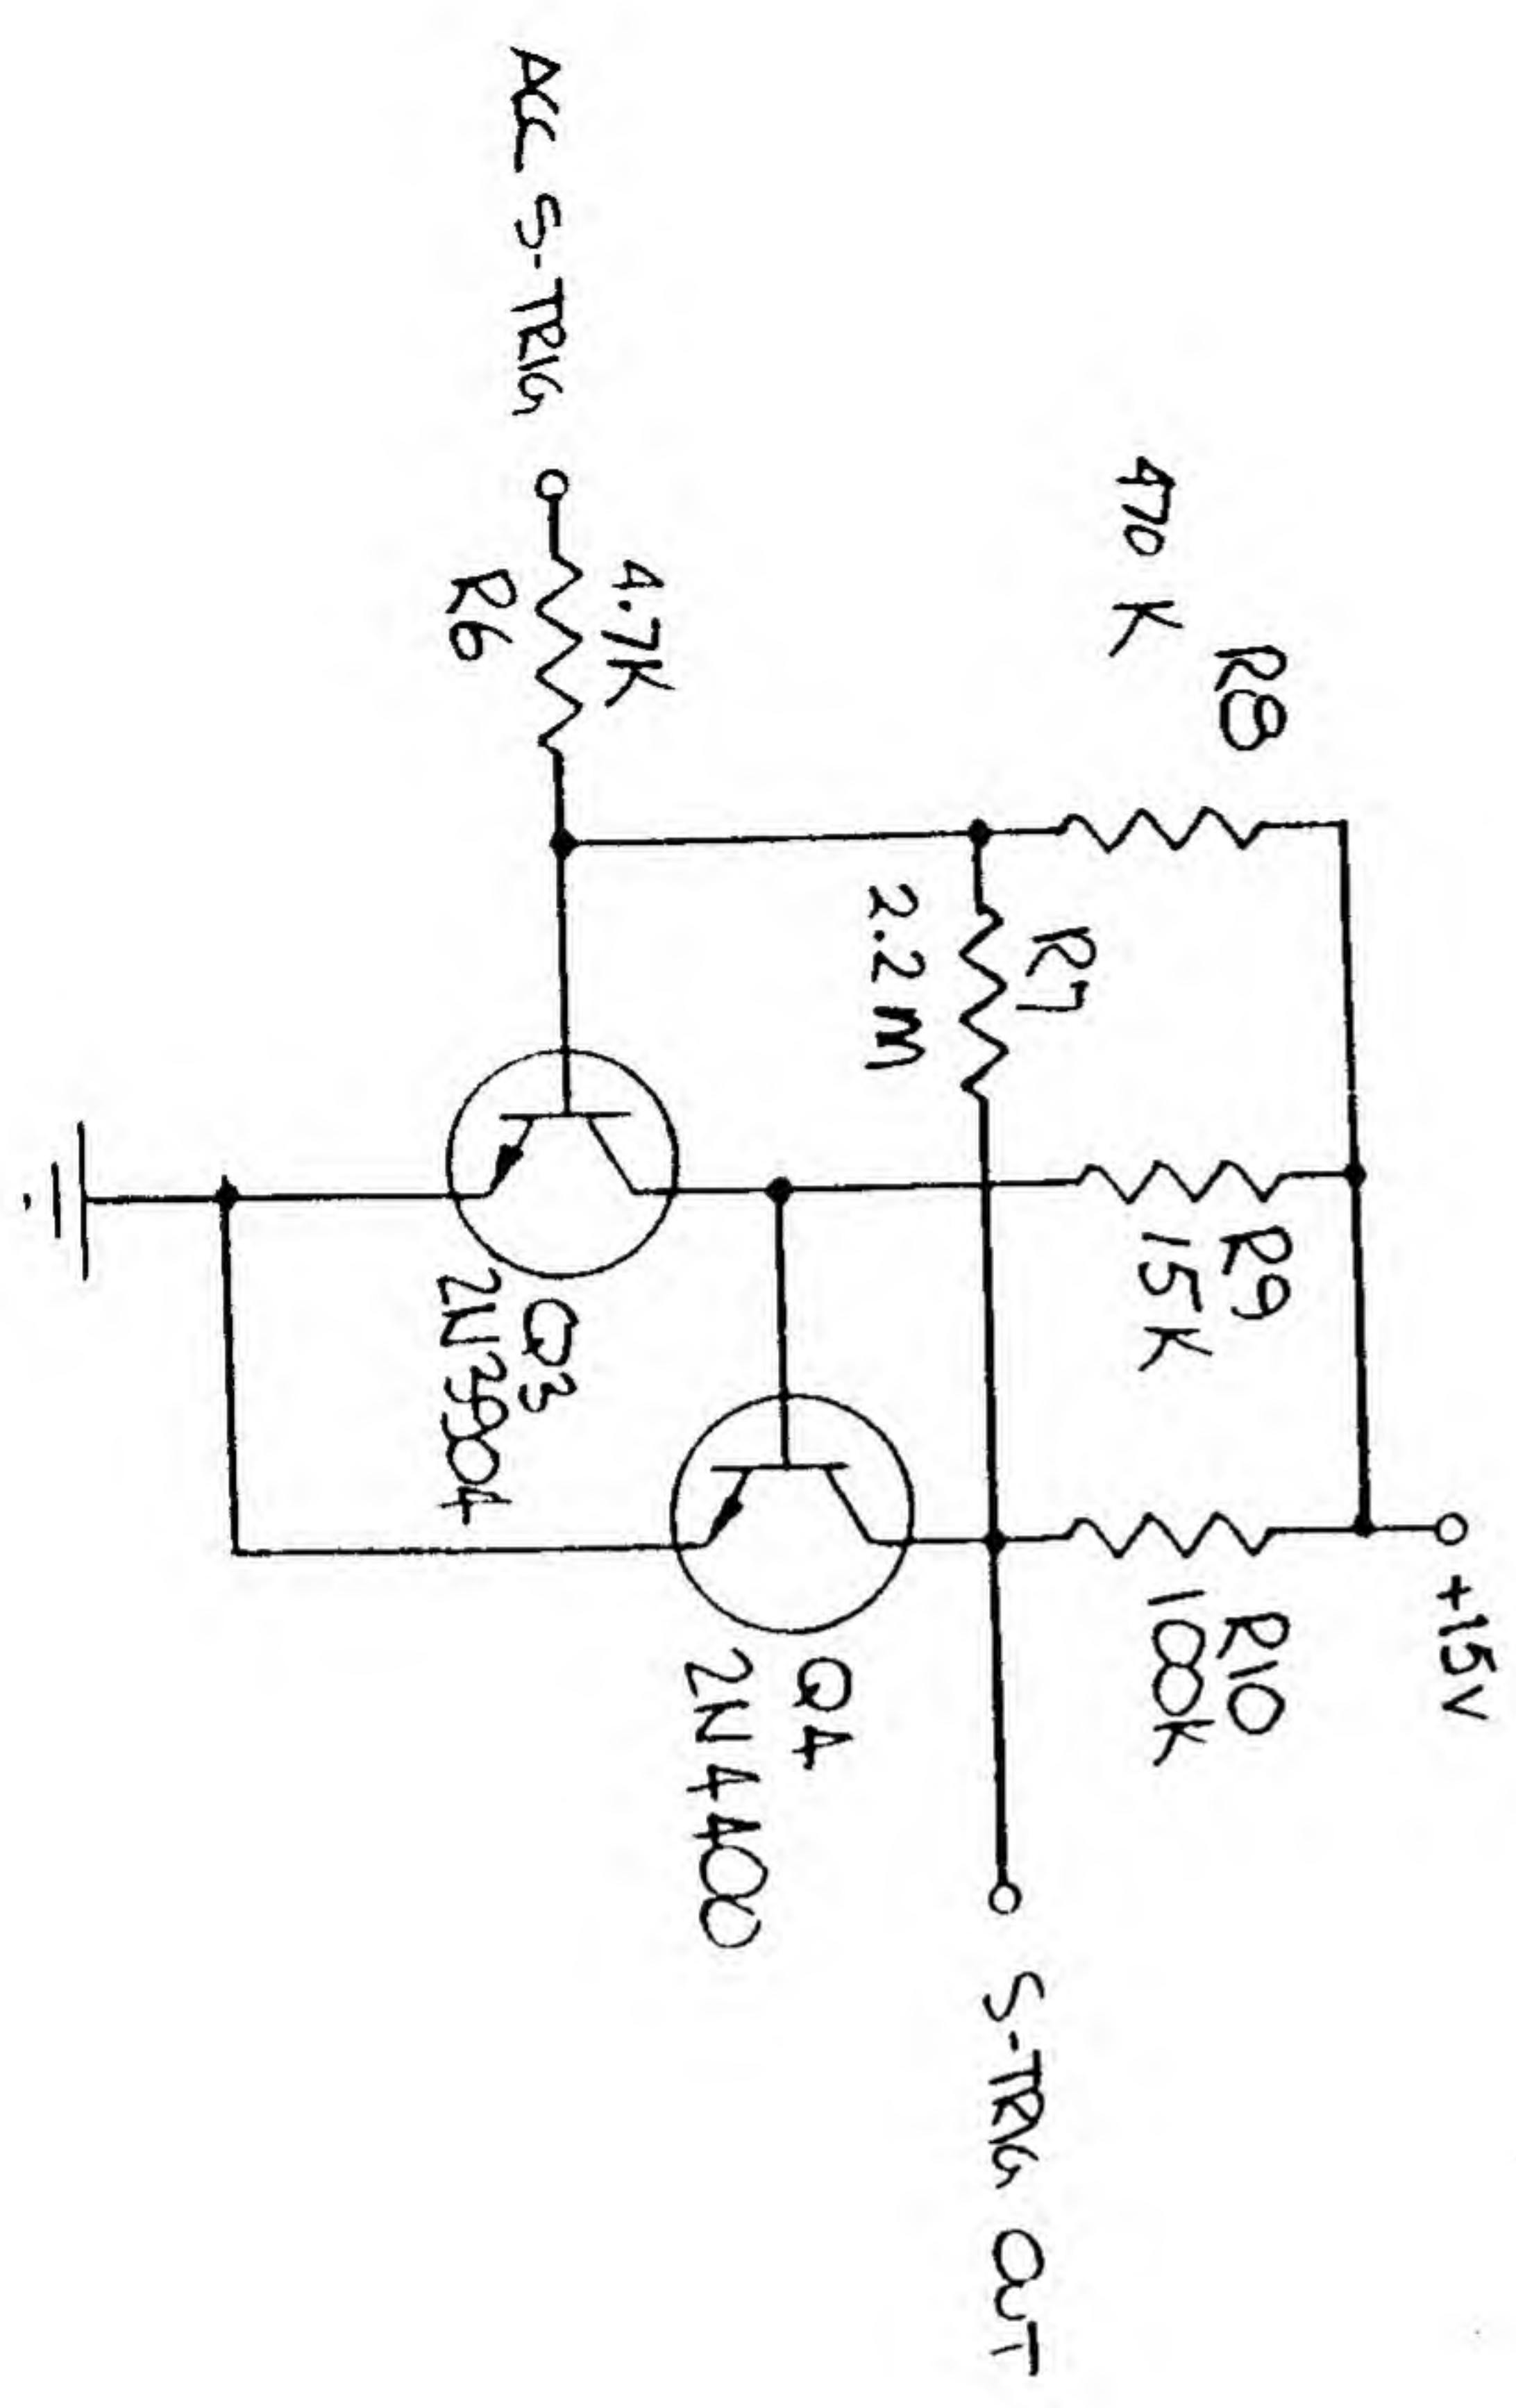 +15V
R8
470 K
R9
15K
R10
100K
R7
2.2M
S-TRIG OUT
4.7K
R6
ACC S-TRIG
Q3
2N3904
Q4
2N4400